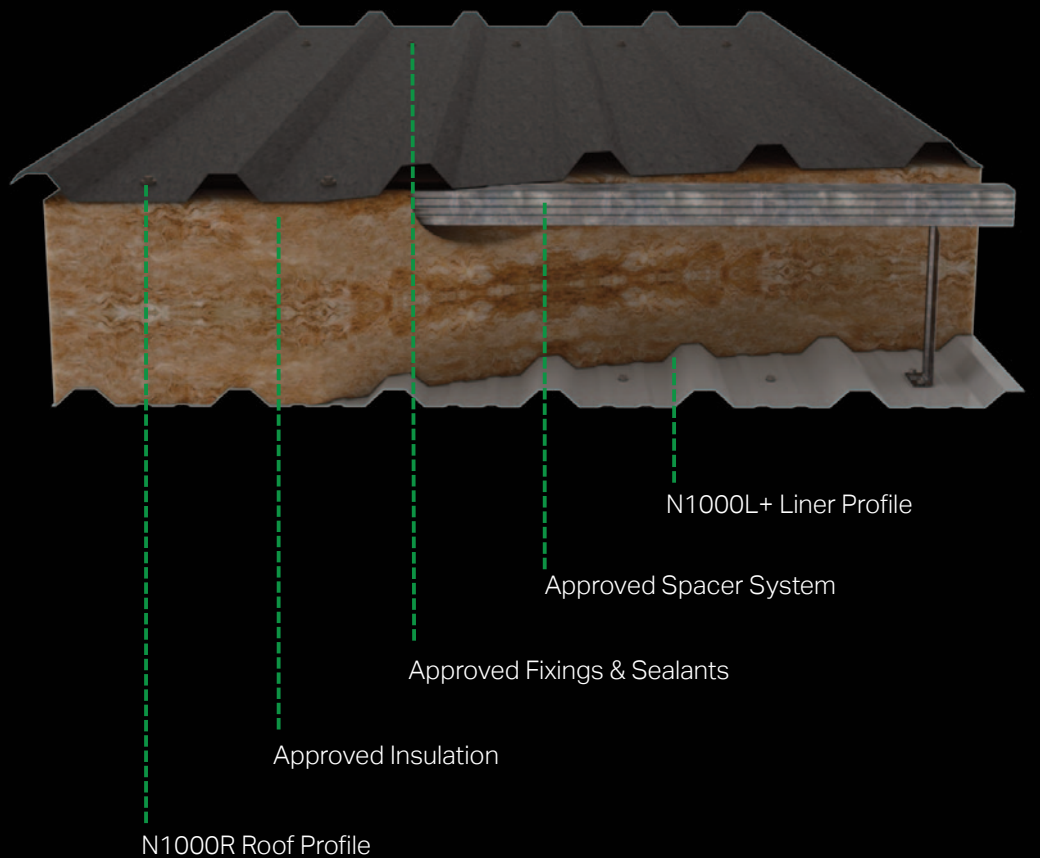 N1000L+ Liner Profile
Approved Spacer System
Approved Fixings & Sealants
Approved Insulation
N1000R Roof Profile